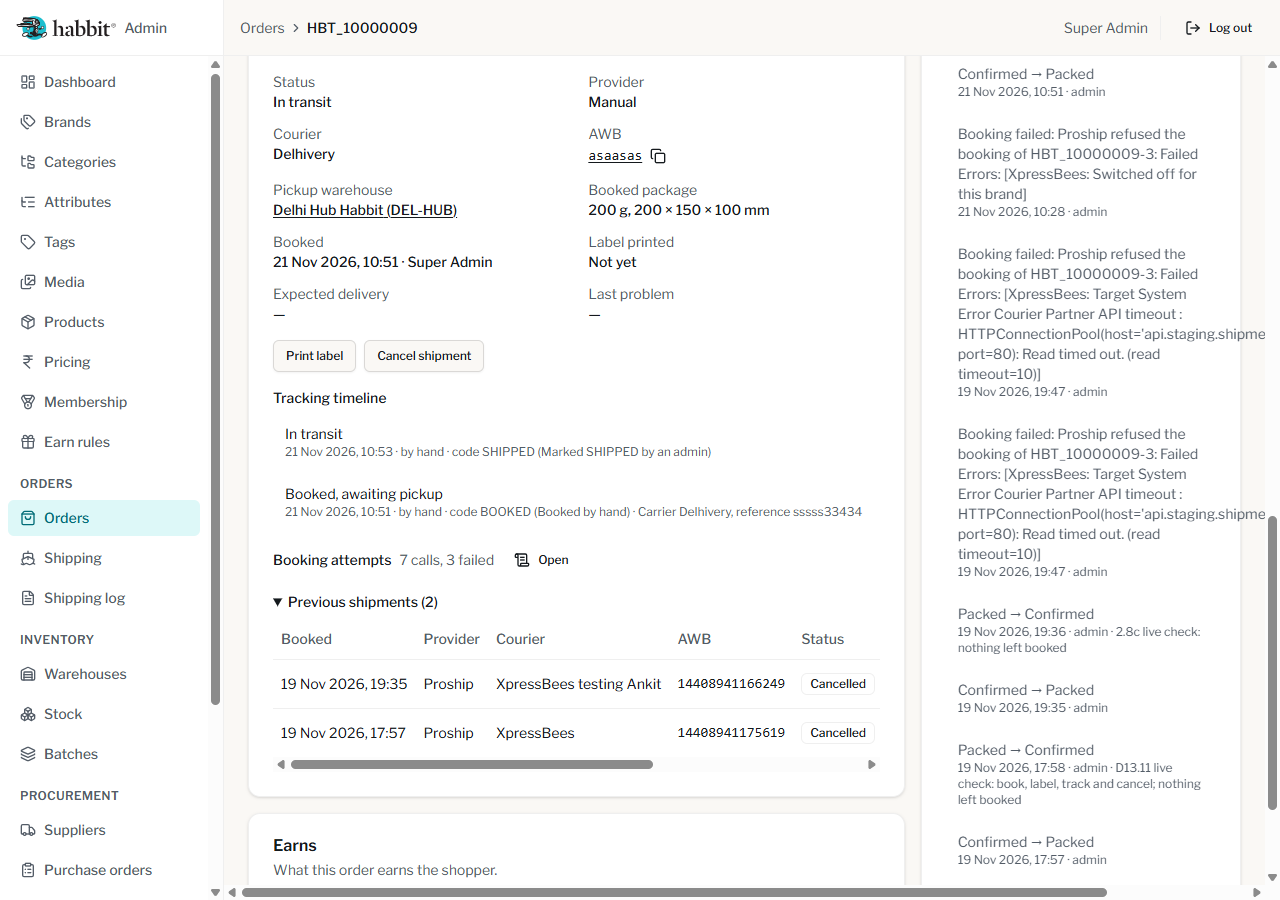 habbit® Admin
Orders > HBT_10000009
Super Admin
Log out
Dashboard
Brands
Categories
Attributes
Tags
Media
Products
Pricing
Membership
Earn rules
ORDERS
Orders
Shipping
Shipping log
INVENTORY
Warehouses
Stock
Batches
PROCUREMENT
Suppliers
Purchase orders
Status
In transit
Provider
Manual
Courier
Delhivery
AWB
asaasas
Pickup warehouse
Delhi Hub Habbit (DEL-HUB)
Booked package
200 g, 200 × 150 × 100 mm
Booked
21 Nov 2026, 10:51 · Super Admin
Label printed
Not yet
Expected delivery
—
Last problem
—
Print label
Cancel shipment
Tracking timeline
In transit
21 Nov 2026, 10:53 · by hand · code SHIPPED (Marked SHIPPED by an admin)
Booked, awaiting pickup
21 Nov 2026, 10:51 · by hand · code BOOKED (Booked by hand) · Carrier Delhivery, reference sssss33434
Booking attempts 7 calls, 3 failed Open
▼ Previous shipments (2)
Booked Provider Courier AWB Status
19 Nov 2026, 19:35 Proship XpressBees testing Ankit 14408941166249 Cancelled
19 Nov 2026, 17:57 Proship XpressBees 14408941175619 Cancelled
Earns
What this order earns the shopper.
Confirmed → Packed
21 Nov 2026, 10:51 · admin
Booking failed: Proship refused the
booking of HBT_10000009-3: Failed
Errors: [XpressBees: Switched off for
this brand]
21 Nov 2026, 10:28 · admin
Booking failed: Proship refused the
booking of HBT_10000009-3: Failed
Errors: [XpressBees: Target System
Error Courier Partner API timeout :
HTTPConnectionPool(host='api.staging.shipme
port=80): Read timed out. (read
timeout=10)]
19 Nov 2026, 19:47 · admin
Booking failed: Proship refused the
booking of HBT_10000009-3: Failed
Errors: [XpressBees: Target System
Error Courier Partner API timeout :
HTTPConnectionPool(host='api.staging.shipme
port=80): Read timed out. (read
timeout=10)]
19 Nov 2026, 19:47 · admin
Packed → Confirmed
19 Nov 2026, 19:36 · admin · 2.8c live check:
nothing left booked
Confirmed → Packed
19 Nov 2026, 19:35 · admin
Packed → Confirmed
19 Nov 2026, 17:58 · admin · D13.11 live
check: book, label, track and cancel; nothing
left booked
Confirmed → Packed
19 Nov 2026, 17:57 · admin